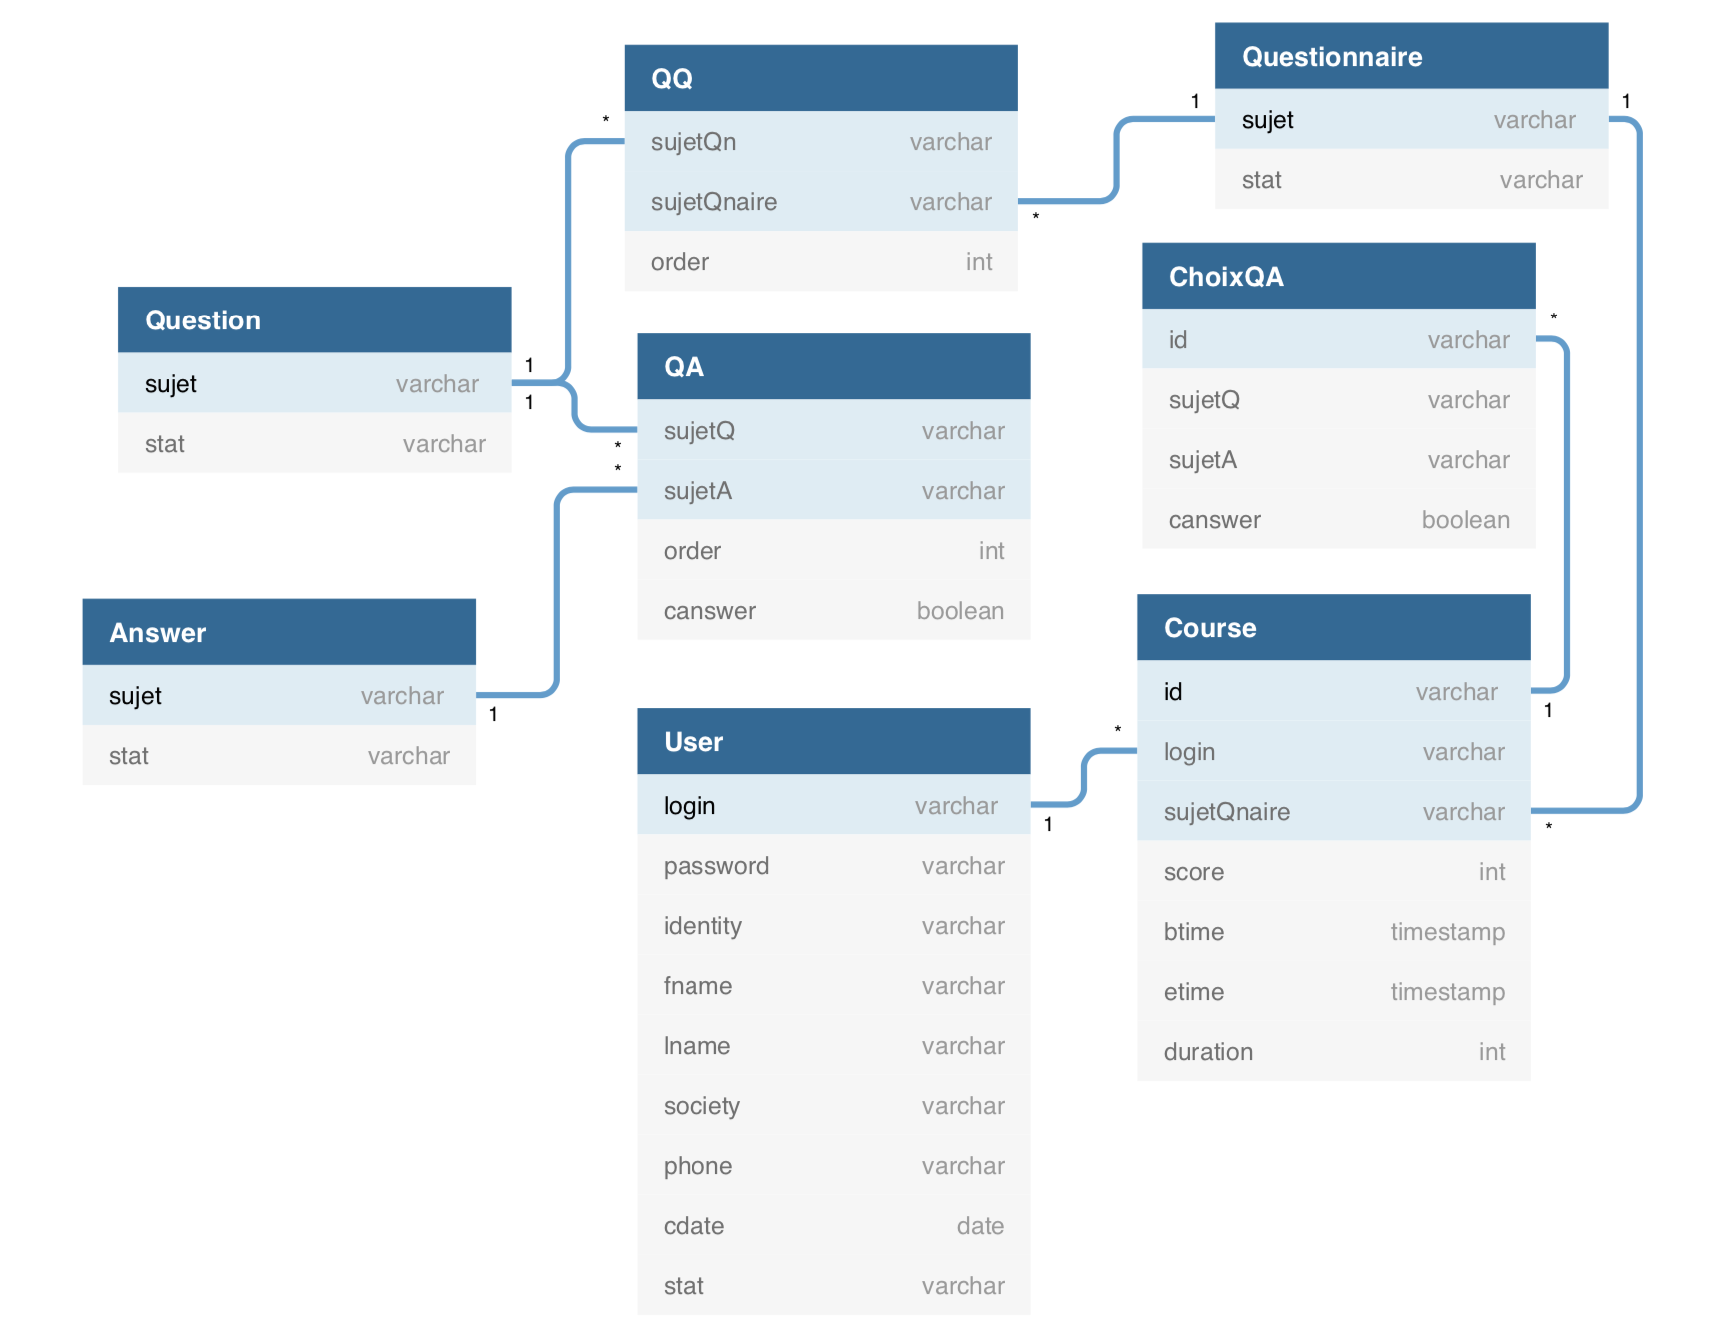 QQ
sujetQn varchar
sujetQnaire varchar
order int
*
*
Questionnaire
sujet varchar
stat varchar
1
1
Question
sujet varchar
stat varchar
1
1
QA
sujetQ varchar
sujetA varchar
order int
canswer boolean
*
*
ChoixQA
id varchar
sujetQ varchar
sujetA varchar
canswer boolean
*
Answer
sujet varchar
stat varchar
1
User
login varchar
password varchar
identity varchar
fname varchar
lname varchar
society varchar
phone varchar
cdate date
stat varchar
1
Course
id varchar
login varchar
sujetQnaire varchar
score int
btime timestamp
etime timestamp
duration int
*
1
*